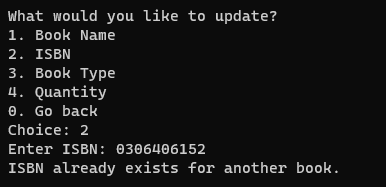 What would you like to update?
1. Book Name
2. ISBN
3. Book Type
4. Quantity
0. Go back
Choice: 2
Enter ISBN: 0306406152
ISBN already exists for another book.